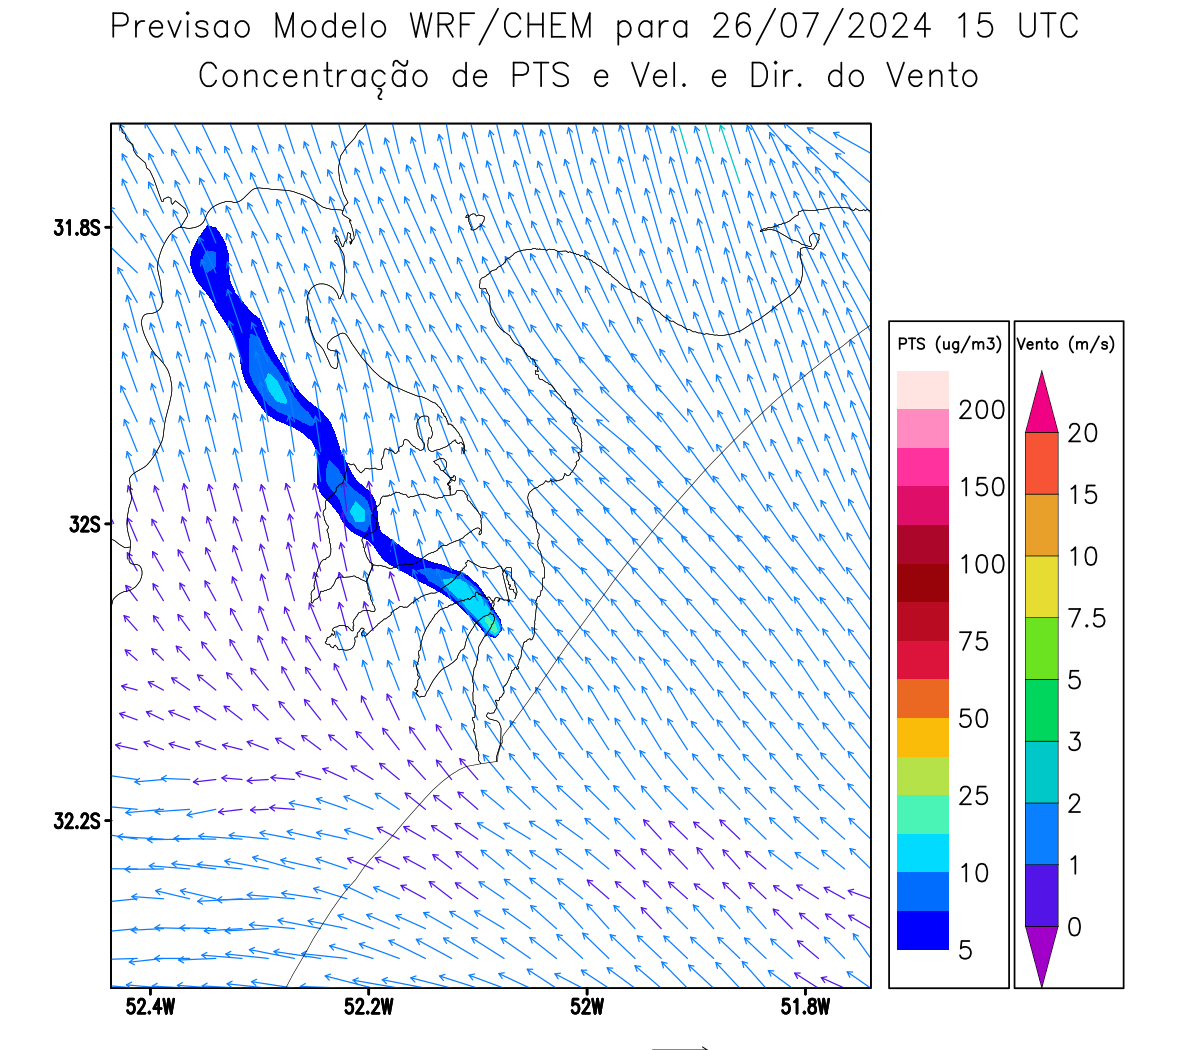 Previsao Modelo WRF/CHEM para 26/07/2024 15 UTC
Concentração de PTS e Vel. e Dir. do Vento
31.8S
32S
32.2S
52.4W 52.2W 52W 51.8W
PTS (ug/m3)
200
150
100
75
50
25
10
5
Vento (m/s)
20
15
10
7.5
5
3
2
1
0